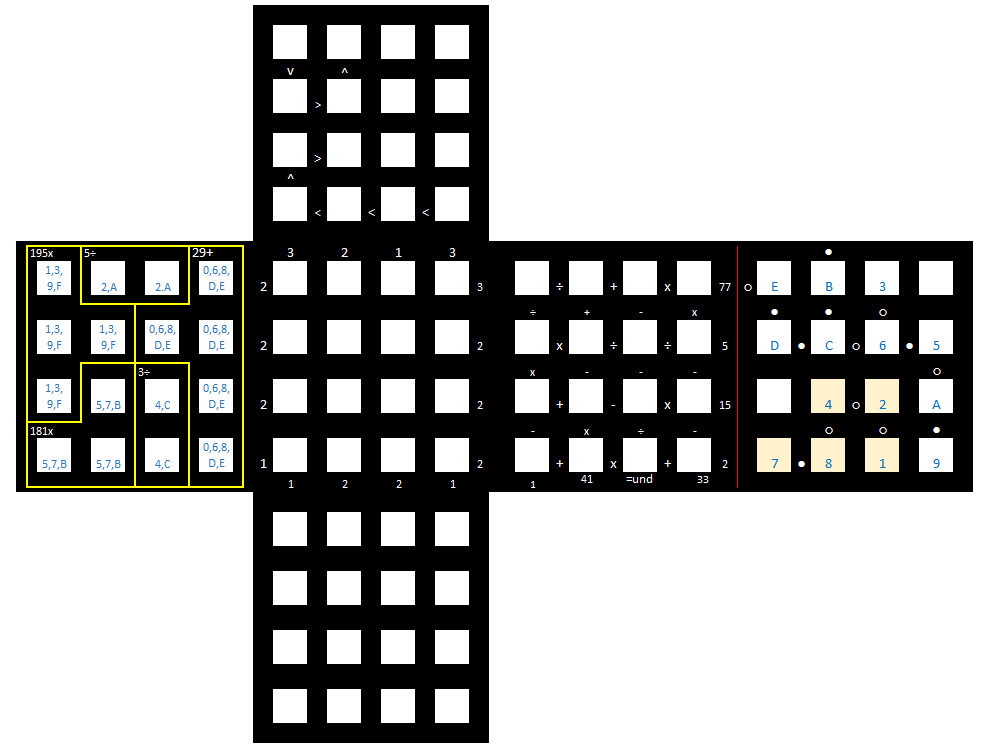 v ^
>
>
^
< < <
3 2 1 3
195x 5÷ 29+
1,3, 9,F 2,A 2.A 0,6,8, D,E
2 3
÷ + x 77
E B 3
÷ + - x
1,3, 9,F 1,3, 9,F 0,6,8, D,E 0,6,8, D,E
2 2
x ÷ ÷ 5
D C 6 5
x - - -
3÷
1,3, 9,F 5,7,B 4,C 0,6,8, D,E
2 2
+ - x 15
4 2 A
- x ÷ -
181x
5,7,B 5,7,B 4,C 0,6,8, D,E
1 2
+ x + 2
7 8 1 9
1 2 2 1
1 41 =und 33